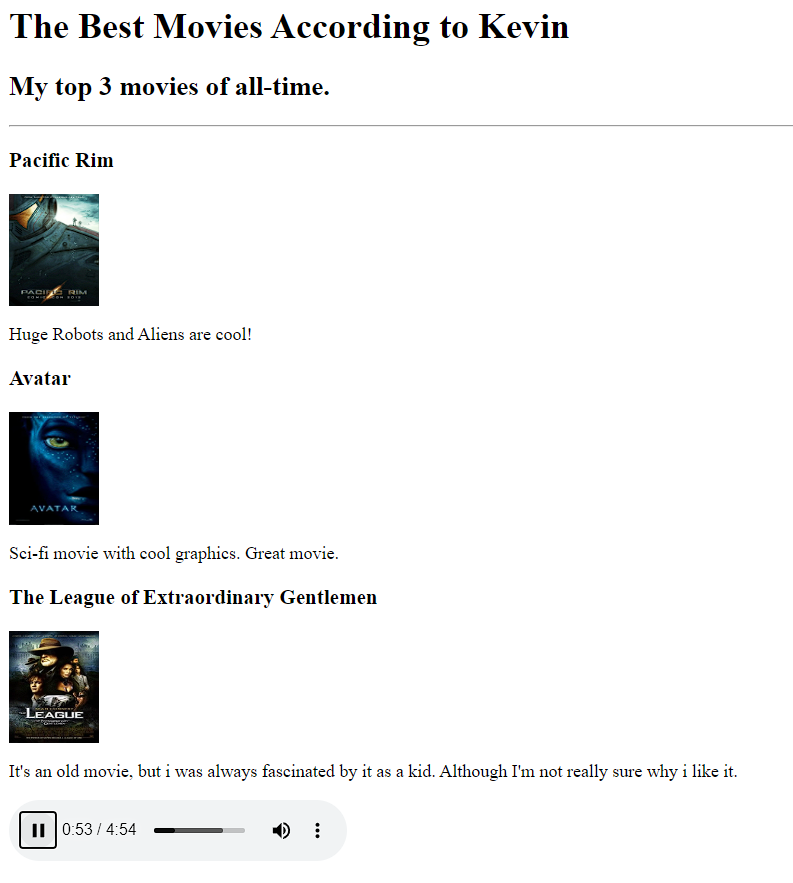 The Best Movies According to Kevin
My top 3 movies of all-time.
Pacific Rim
PACIFIC RIM
Huge Robots and Aliens are cool!
Avatar
AVATAR
Sci-fi movie with cool graphics. Great movie.
The League of Extraordinary Gentlemen
LEAGUE
It's an old movie, but i was always fascinated by it as a kid. Although I'm not really sure why i like it.
0:53 / 4:54